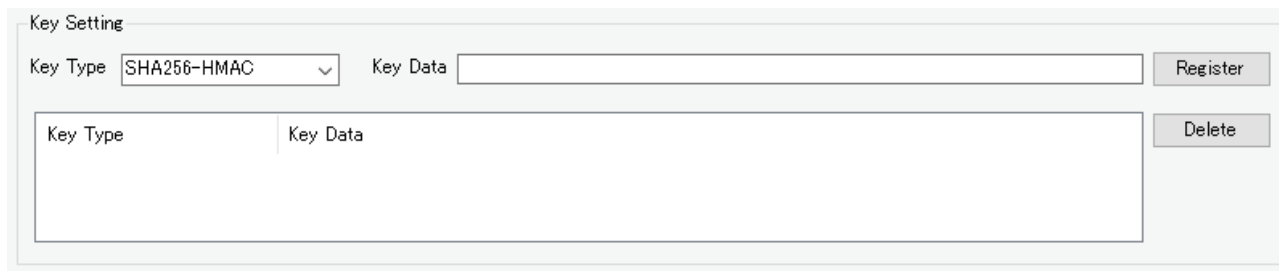 Key Setting
Key Type SHA256-HMAC Key Data Register
Key Type Key Data Delete